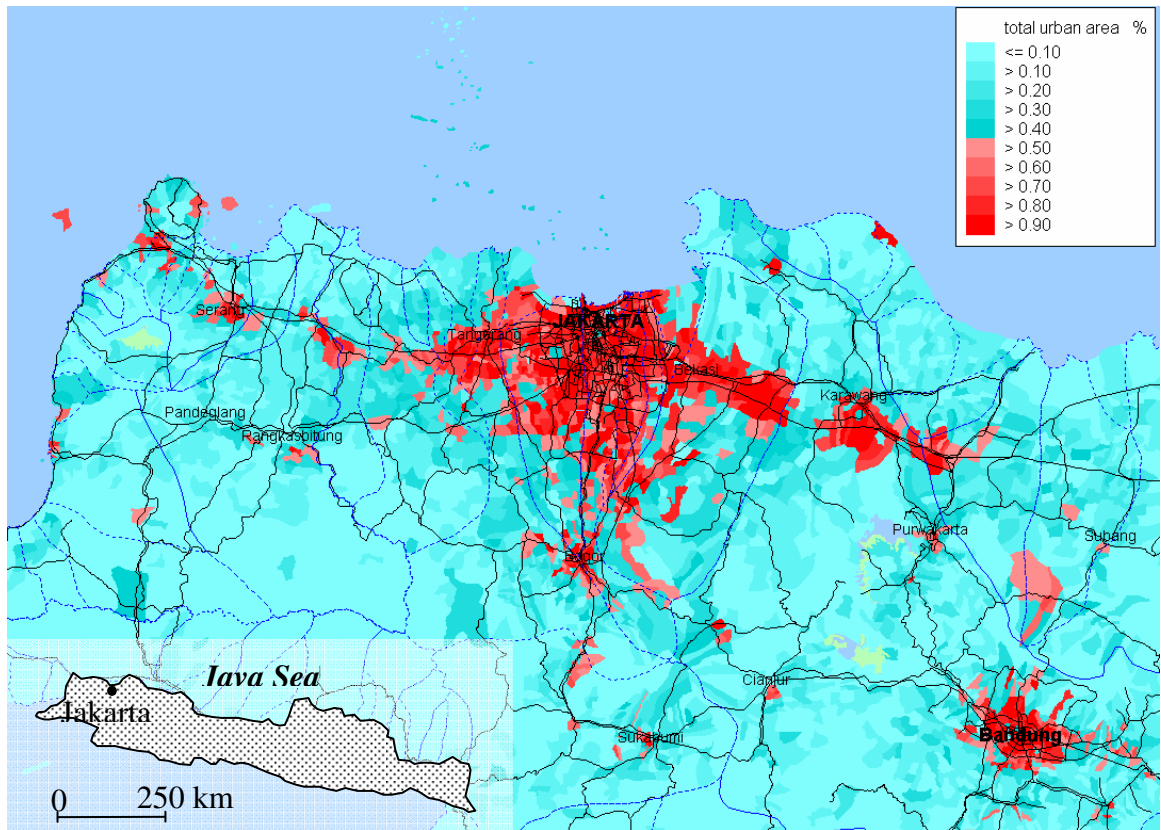 total urban area %
<= 0.10
> 0.10
> 0.20
> 0.30
> 0.40
> 0.50
> 0.60
> 0.70
> 0.80
> 0.90
Serang
Tangerang
JAKARTA
Bekasi
Karawang
Pandeglang
Rangkasbitung
Bogor
Purwakarta
Subang
Cianjur
Sukabumi
Bandung
Java Sea
Jakarta
0 250 km